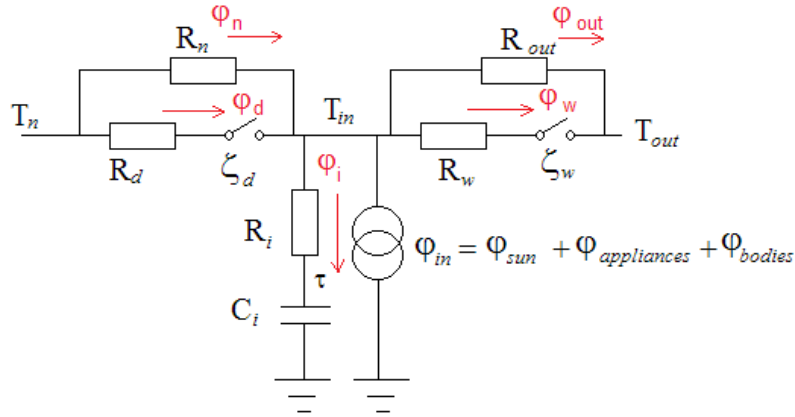 φn
φout
Rn
Rout
φd
φw
Tn
Tin
Tout
Rd
ζd
φi
Rw
ζw
Ri
φin = φsun + φappliances + φbodies
τ
Ci